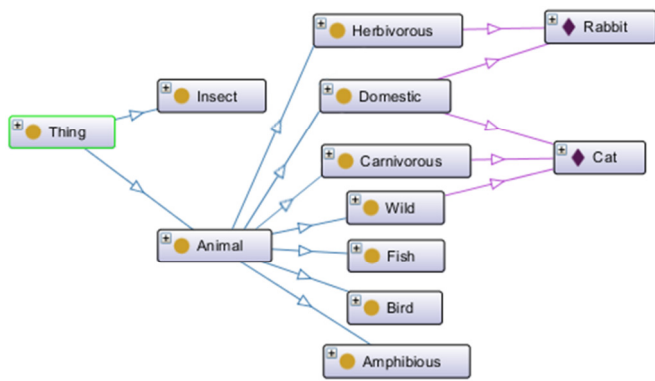 Herbivorous
Rabbit
Insect
Domestic
Thing
Carnivorous
Cat
Wild
Animal
Fish
Bird
Amphibious